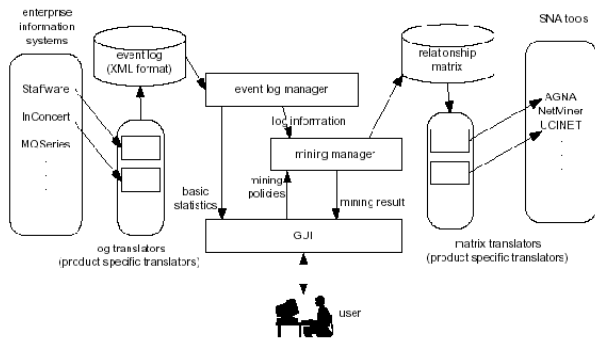 enterprise
information
systems
Staffware
InConcert
MQSeries
event log
(XML format)
log translators
(product specific translators)
event log manager
log information
mining manager
basic
statistics
mining
policies
mining result
GUI
user
relationship
matrix
matrix translators
(product specific translators)
SNA tools
AGNA
NetMiner
UCINET